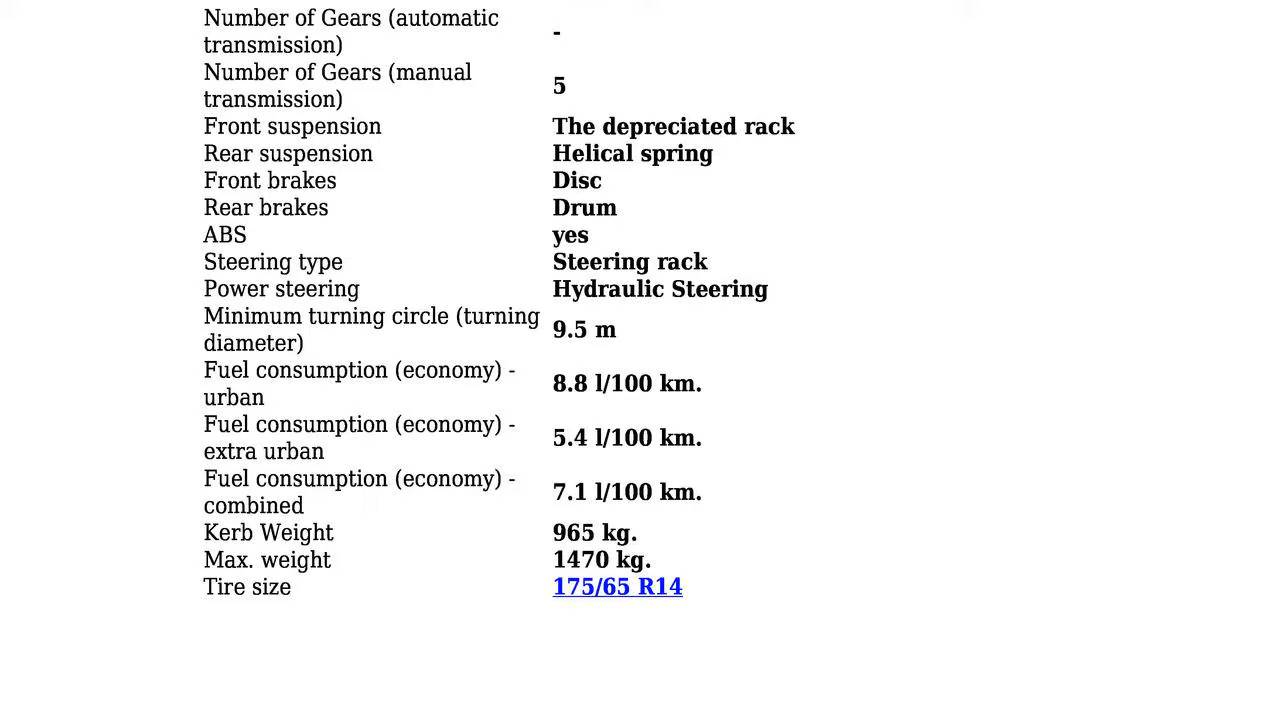 Number of Gears (automatic
transmission)
-
Number of Gears (manual
transmission)
5
Front suspension The depreciated rack
Rear suspension Helical spring
Front brakes Disc
Rear brakes Drum
ABS yes
Steering type Steering rack
Power steering Hydraulic Steering
Minimum turning circle (turning
diameter)
9.5 m
Fuel consumption (economy) -
urban
8.8 l/100 km.
Fuel consumption (economy) -
extra urban
5.4 l/100 km.
Fuel consumption (economy) -
combined
7.1 l/100 km.
Kerb Weight 965 kg.
Max. weight 1470 kg.
Tire size 175/65 R14